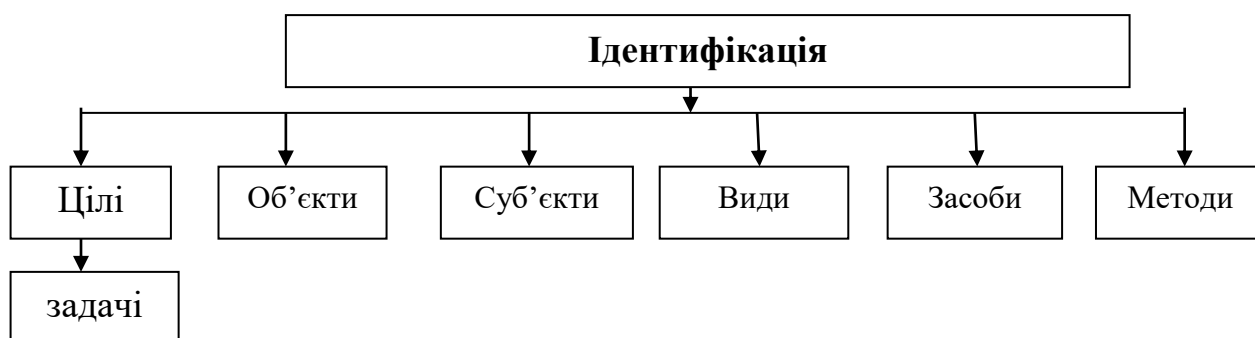 Ідентифікація
Цілі
Об’єкти
Суб’єкти
Види
Засоби
Методи
задачі